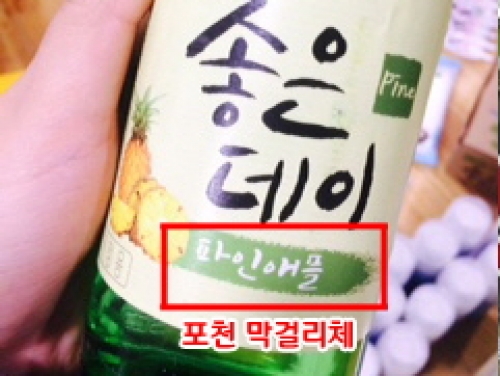 좋은
Pine
데이
파인애플
포천 막걸리체